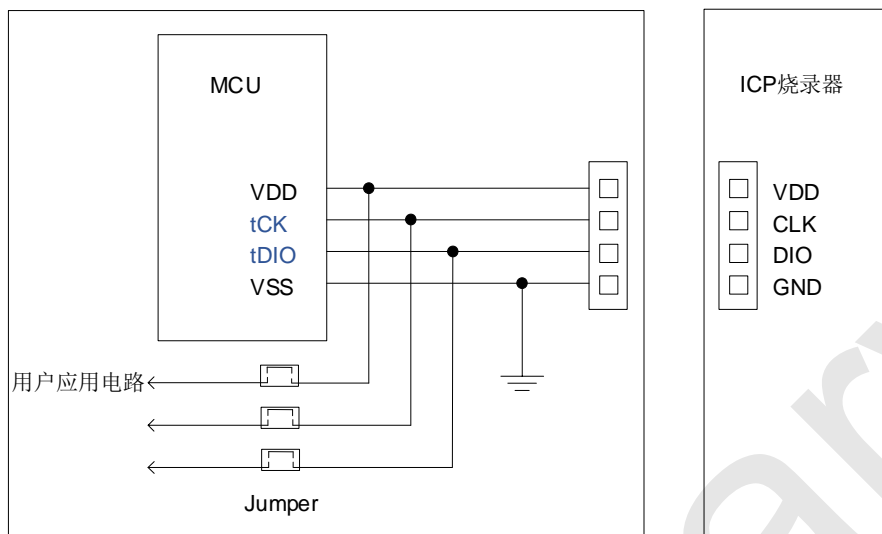 MCU
VDD
tCK
tDIO
VSS
用户应用电路
Jumper
ICP烧录器
VDD
CLK
DIO
GND